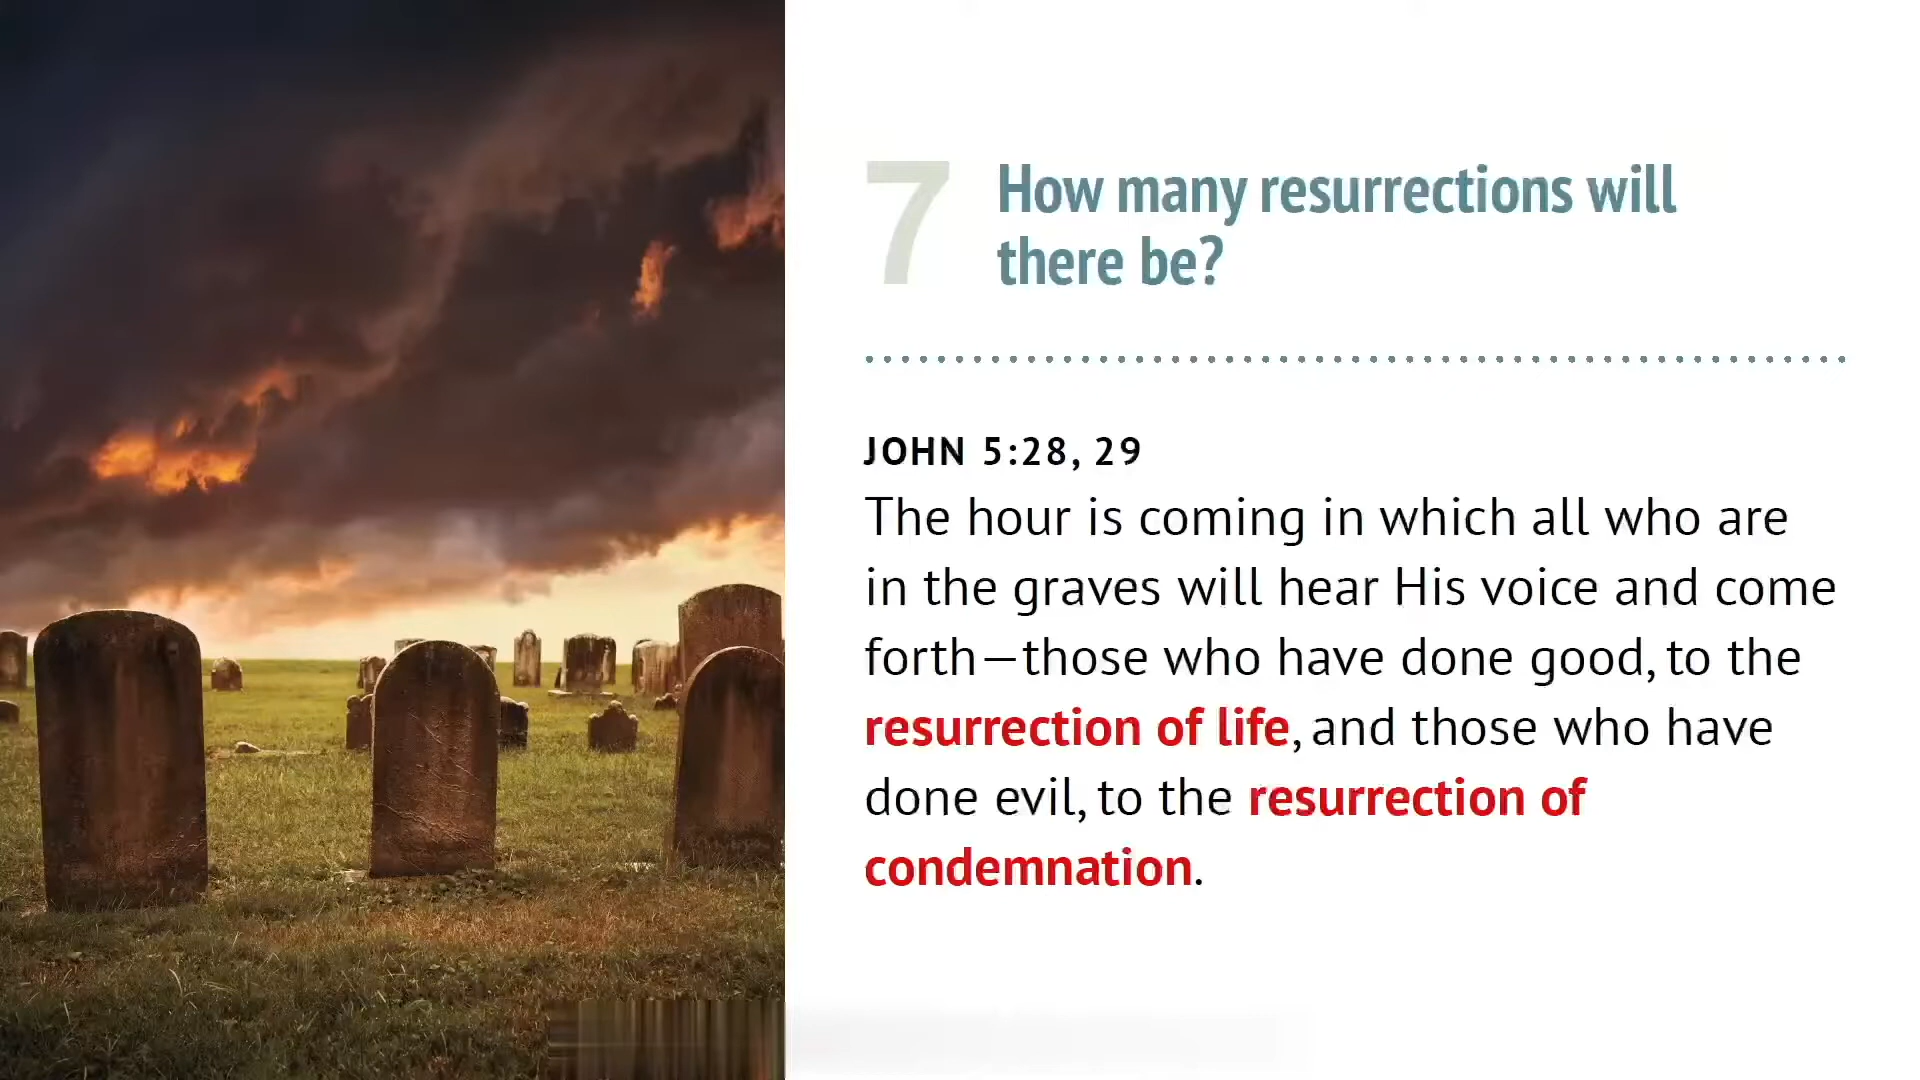 7
How many resurrections will
there be?
JOHN 5:28, 29
The hour is coming in which all who are
in the graves will hear His voice and come
forth—those who have done good, to the
resurrection of life, and those who have
done evil, to the resurrection of
condemnation.